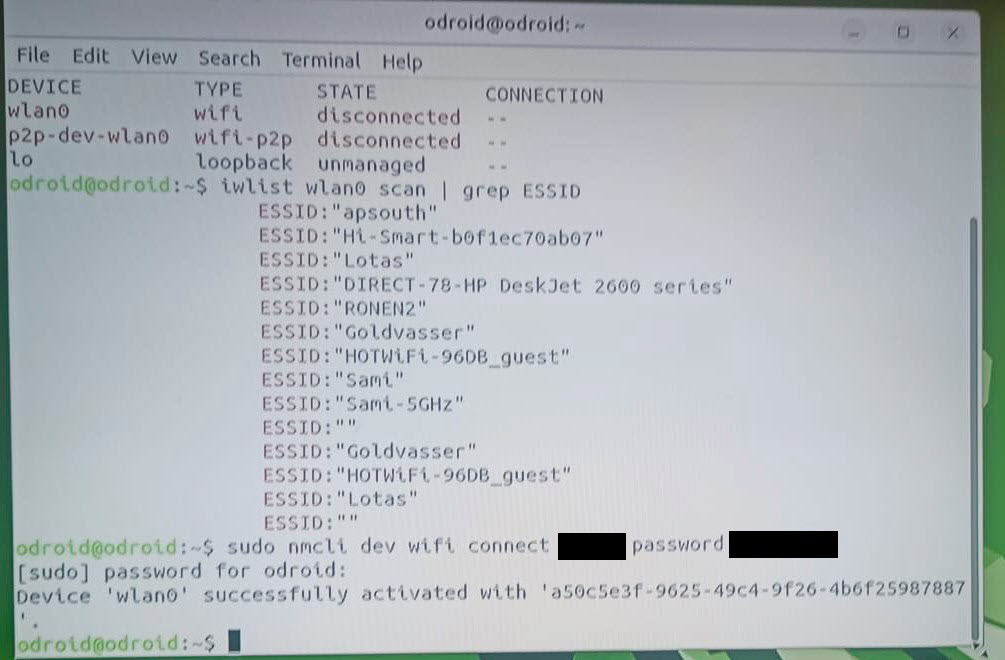 odroid@odroid: ~
File Edit View Search Terminal Help
DEVICE TYPE STATE CONNECTION
wlan0 wifi disconnected --
p2p-dev-wlan0 wifi-p2p disconnected --
lo loopback unmanaged --
odroid@odroid:~$ iwlist wlan0 scan | grep ESSID
ESSID:"apsouth"
ESSID:"Hi-Smart-b0f1ec70ab07"
ESSID:"Lotas"
ESSID:"DIRECT-78-HP DeskJet 2600 series"
ESSID:"RONEN2"
ESSID:"Goldvasser"
ESSID:"HOTWiFi-96DB_guest"
ESSID:"Sami"
ESSID:"Sami-5GHz"
ESSID:""
ESSID:"Goldvasser"
ESSID:"HOTWiFi-96DB_guest"
ESSID:"Lotas"
ESSID:""
odroid@odroid:~$ sudo nmcli dev wifi connect password
[sudo] password for odroid:
Device 'wlan0' successfully activated with 'a50c5e3f-9625-49c4-9f26-4b6f25987887
'.
odroid@odroid:~$